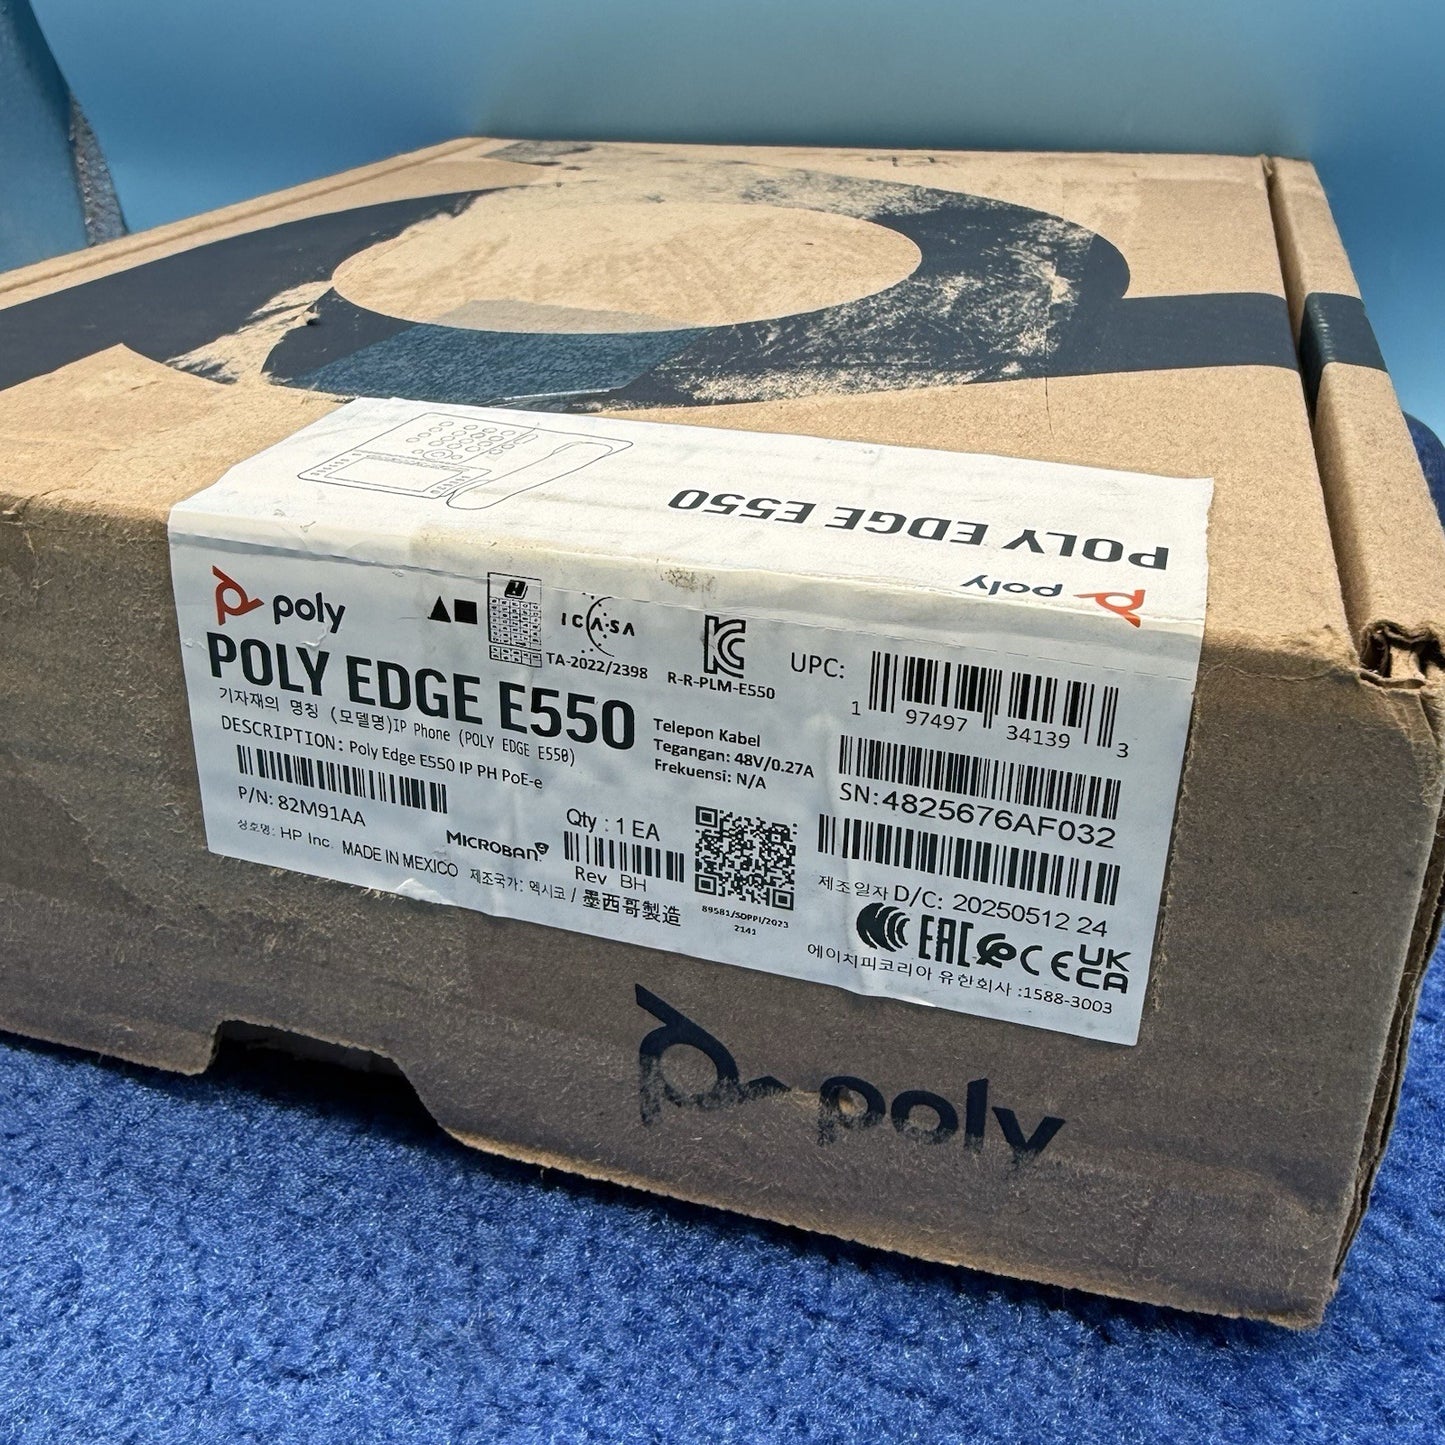 POLY EDGE E550
poly
poly
POLY EDGE E550
기자재의 명칭 (모델명)IP Phone (POLY EDGE E550)
DESCRIPTION: Poly Edge E550 IP PH PoE-e
P/N: 82M91AA
상호명: HP Inc. MADE IN MEXICO 제조국가: 멕시코 / 墨西哥製造
MICROBAN
ICASA
TA-2022/2398
R-R-PLM-E550
Telepon Kabel
Tegangan: 48V/0.27A
Frekuensi: N/A
Qty : 1 EA
Rev BH
89581/SDPPI/2023
2141
UPC:
1 97497 34139 3
SN:4825676AF032
제조일자 D/C: 20250512 24
EAC CE UK CA
에이치피코리아 유한회사 :1588-3003
poly